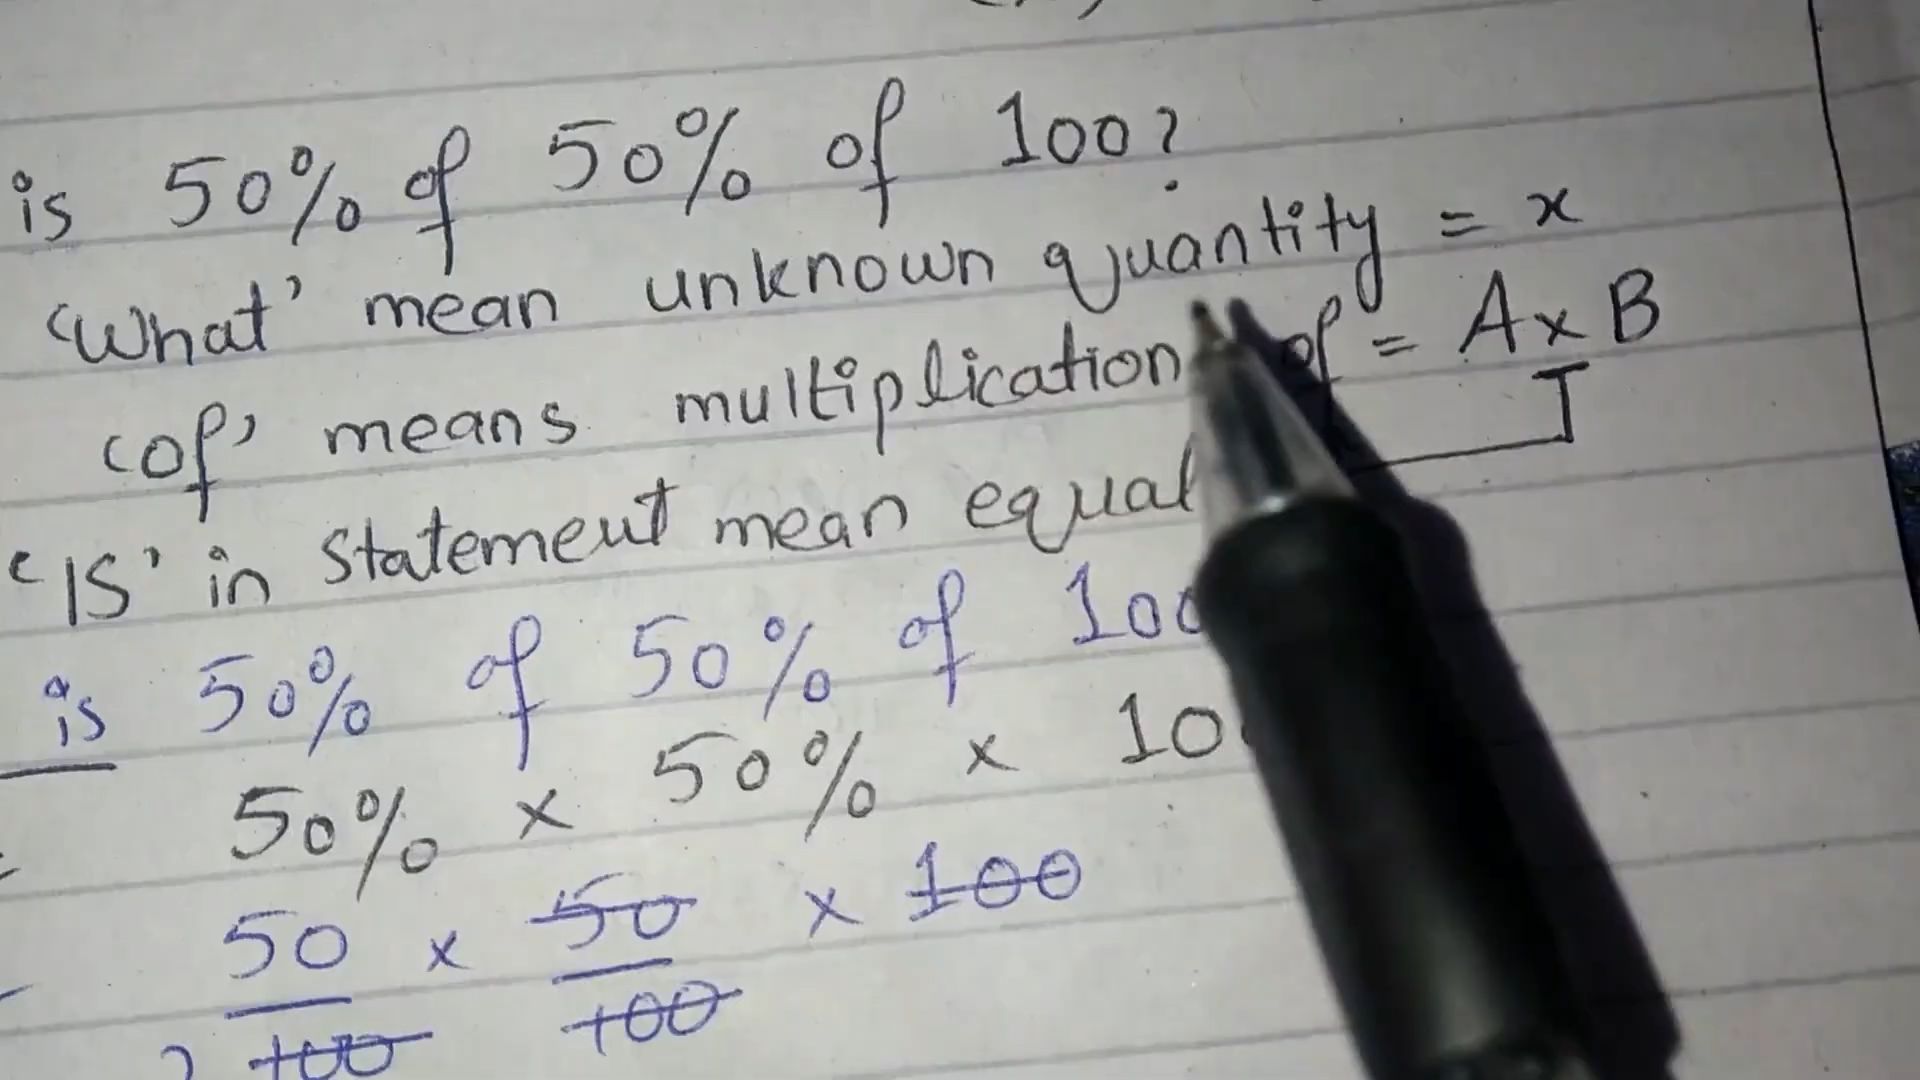 is 50% of 50% of 100?
'What' mean unknown quantity = x
'of' means multiplication of = A x B
'IS' in statement mean equal
is 50% of 50% of 100
50% x 50% x 10
50 x 50 x 100
100 100